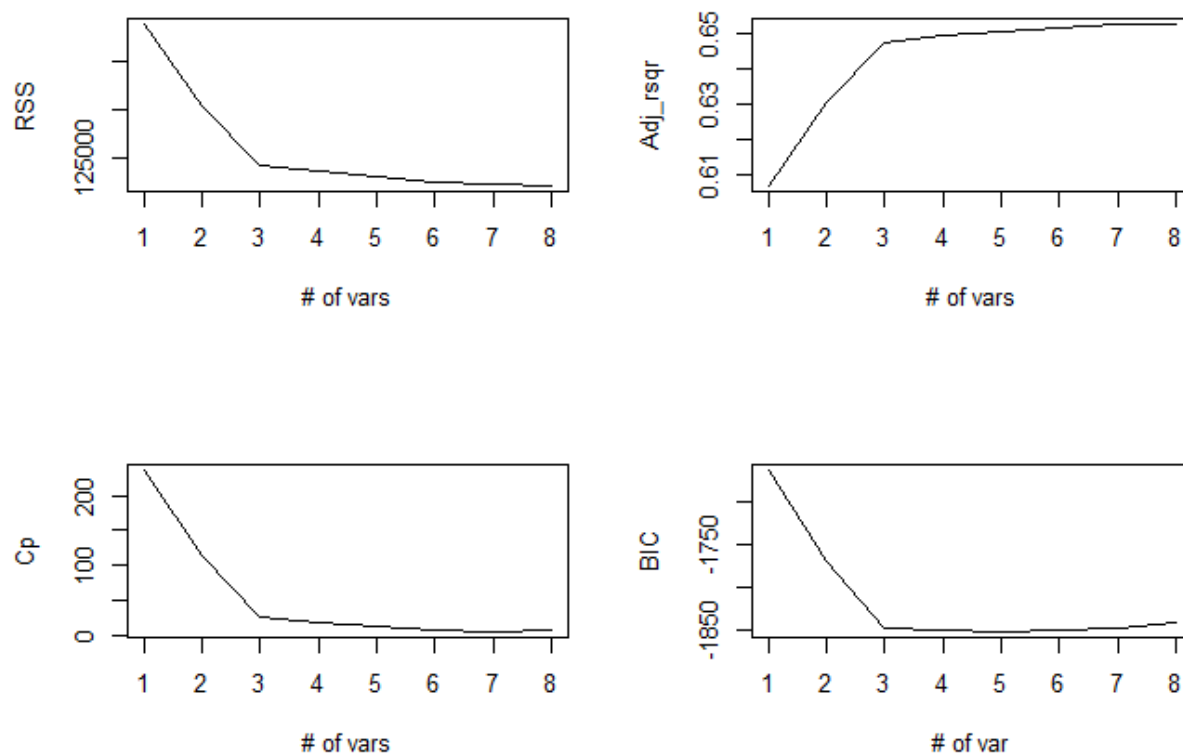 RSS
125000
1 2 3 4 5 6 7 8
# of vars
Adj_rsqr
0.65
0.63
0.61
1 2 3 4 5 6 7 8
# of vars
Cp
200
100
0
1 2 3 4 5 6 7 8
# of vars
BIC
-1750
-1850
1 2 3 4 5 6 7 8
# of var